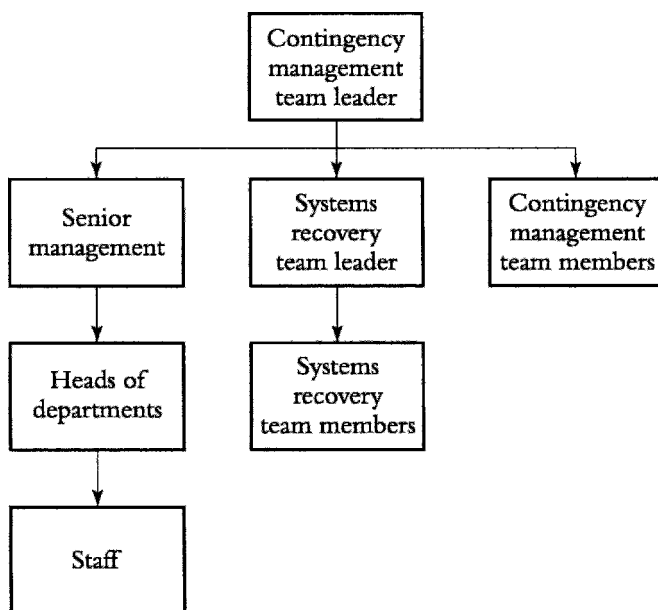 Contingency
management
team leader
Senior
management
Systems
recovery
team leader
Contingency
management
team members
Heads of
departments
Systems
recovery
team members
Staff